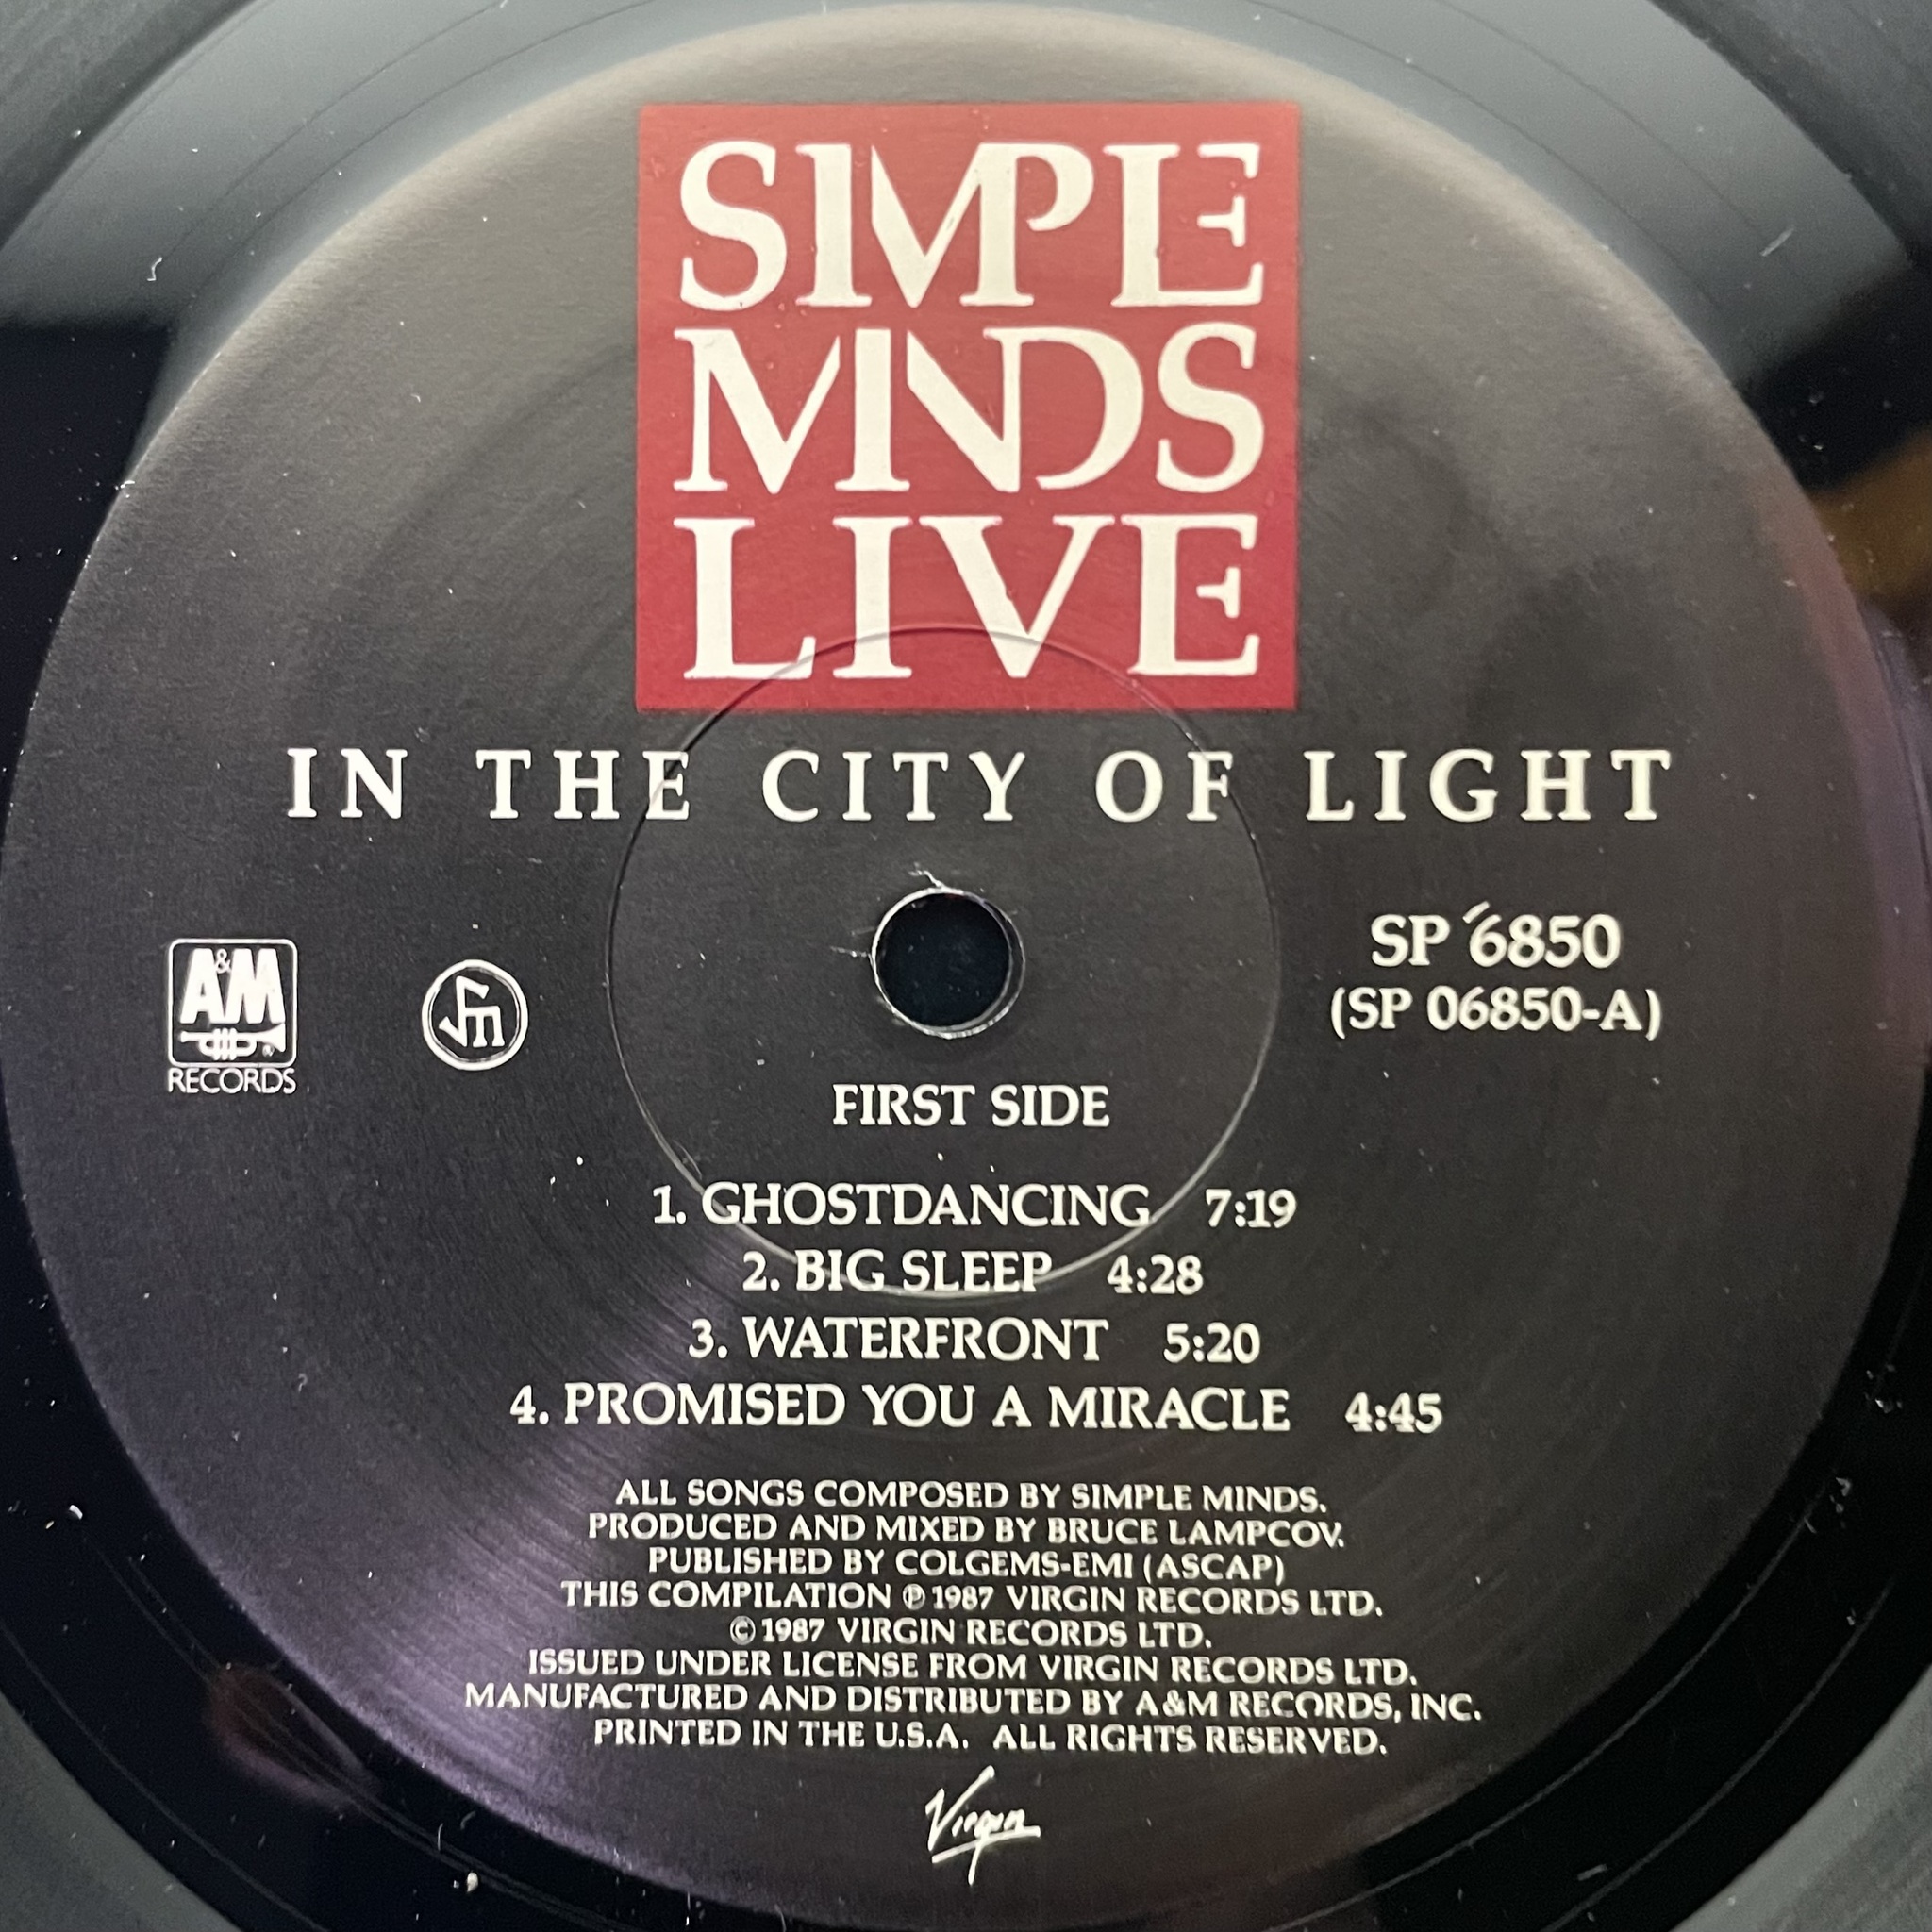 SIMPLE
MINDS
LIVE
IN THE CITY OF LIGHT
A&M
RECORDS
SP 6850
(SP 06850-A)
FIRST SIDE
1. GHOSTDANCING 7:19
2. BIG SLEEP 4:28
3. WATERFRONT 5:20
4. PROMISED YOU A MIRACLE 4:45
ALL SONGS COMPOSED BY SIMPLE MINDS.
PRODUCED AND MIXED BY BRUCE LAMPCOV.
PUBLISHED BY COLGEMS-EMI (ASCAP)
THIS COMPILATION ℗ 1987 VIRGIN RECORDS LTD.
© 1987 VIRGIN RECORDS LTD.
ISSUED UNDER LICENSE FROM VIRGIN RECORDS LTD.
MANUFACTURED AND DISTRIBUTED BY A&M RECORDS, INC.
PRINTED IN THE U.S.A. ALL RIGHTS RESERVED.
Virgin